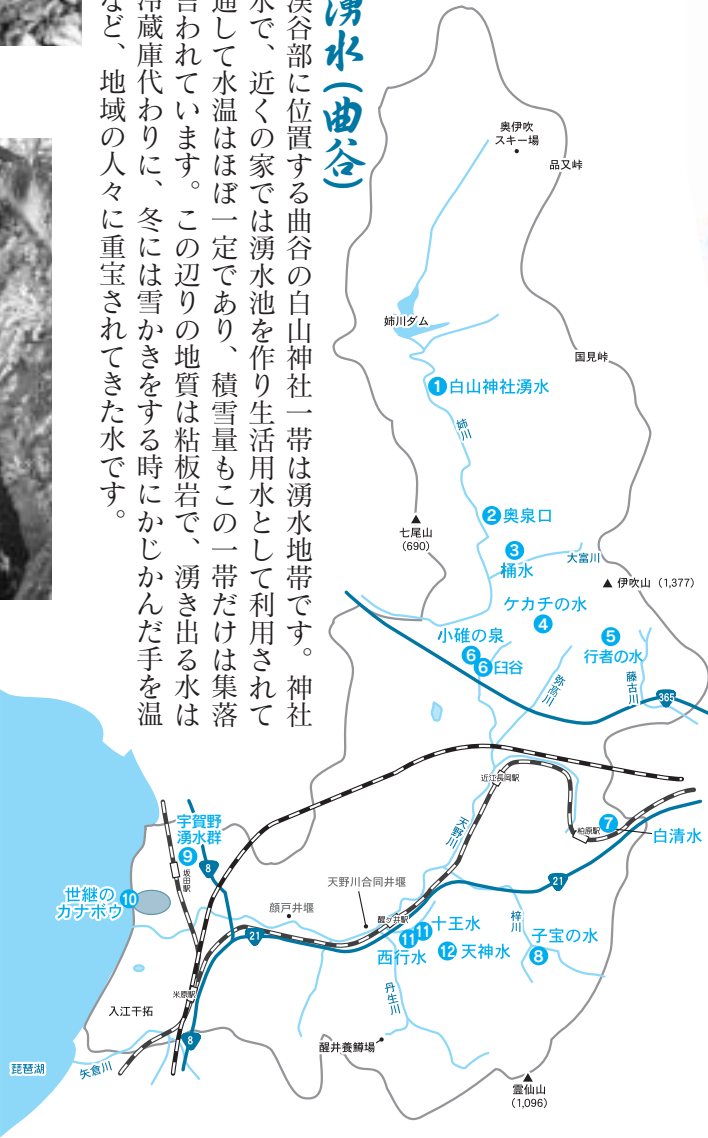 湧水(曲谷)
渓谷部に位置する曲谷の白山神社一帯は湧水地帯です。神社
水で、近くの家では湧水池を作り生活用水として利用されて
通して水温はほぼ一定であり、積雪量もこの一帯だけは集落
言われています。この辺りの地質は粘板岩で、湧き出る水は
冷蔵庫代わりに、冬には雪かきをする時にかじかんだ手を温
など、地域の人々に重宝されてきた水です。
奥伊吹
スキー場
品又峠
姉川ダム
国見峠
1 白山神社湧水
姉川
2 奥泉口
七尾山
(690)
3
桶水
大富川
伊吹山(1,377)
ケカチの水
4
小碓の泉
6
6 臼谷
5
行者の水
弥高川
藤古川
365
近江長岡駅
天野川
柏原駅
7
白清水
宇賀野
湧水群
9
坂田駅
8
世継の
カナボウ
10
天野川合同井堰
顔戸井堰
21
21
醒ヶ井駅
11
十王水
11
西行水
12 天神水
梓川
子宝の水
8
丹生川
米原駅
入江干拓
8
醒井養鱒場
琵琶湖
矢倉川
霊仙山
(1,096)